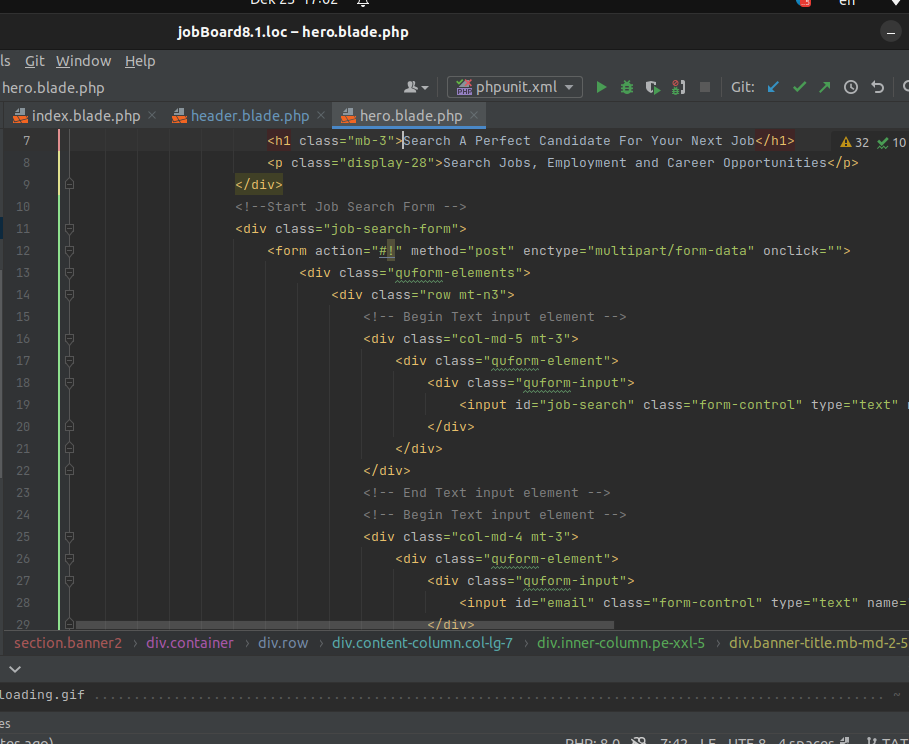 Dek 23 17:02 en
jobBoard8.1.loc – hero.blade.php
ls Git Window Help
hero.blade.php phpunit.xml Git:
index.blade.php header.blade.php hero.blade.php
7 <h1 class="mb-3">Search A Perfect Candidate For Your Next Job</h1> 32 10
8 <p class="display-28">Search Jobs, Employment and Career Opportunities</p>
9 </div>
10 <!--Start Job Search Form -->
11 <div class="job-search-form">
12 <form action="#!" method="post" enctype="multipart/form-data" onclick="">
13 <div class="quform-elements">
14 <div class="row mt-n3">
15 <!-- Begin Text input element -->
16 <div class="col-md-5 mt-3">
17 <div class="quform-element">
18 <div class="quform-input">
19 <input id="job-search" class="form-control" type="text"
20 </div>
21 </div>
22 </div>
23 <!-- End Text input element -->
24 <!-- Begin Text input element -->
25 <div class="col-md-4 mt-3">
26 <div class="quform-element">
27 <div class="quform-input">
28 <input id="email" class="form-control" type="text" name=
29 </div>
section.banner2 › div.container › div.row › div.content-column.col-lg-7 › div.inner-column.pe-xxl-5 › div.banner-title.mb-md-2-5
loading.gif
es
tes ago) PHP: 8.0 7:42 LF UTF-8 4 spaces